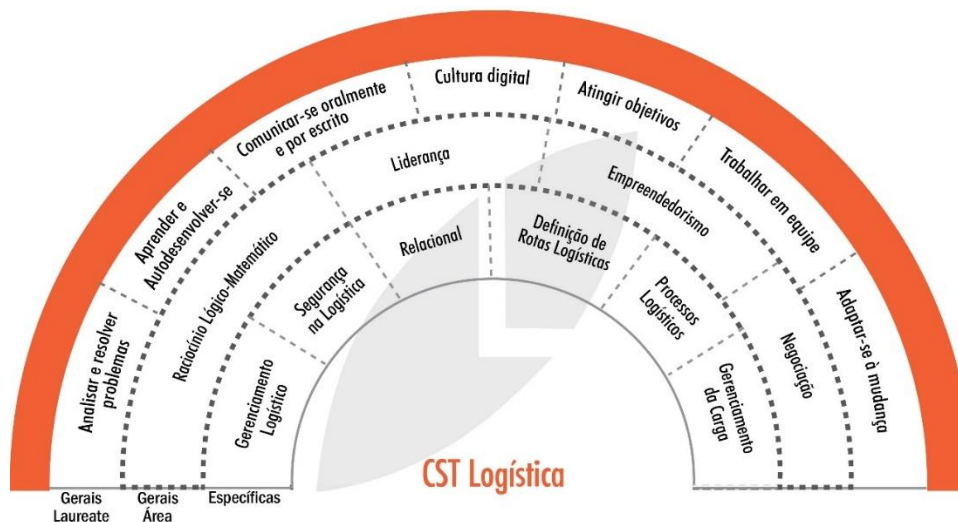 Analisar e resolver
problemas
Aprender e
Autodesenvolver-se
Comunicar-se oralmente
e por escrito
Cultura digital
Atingir objetivos
Trabalhar em equipe
Adaptar-se à mudança
Raciocínio Lógico-Matemático
Liderança
Empreendedorismo
Negociação
Gerenciamento
Logístico
Segurança
na Logística
Relacional
Definição de
Rotas Logísticas
Processos
Logísticos
Gerenciamento
da Carga
CST Logística
Gerais
Laureate
Gerais
Área
Específicas